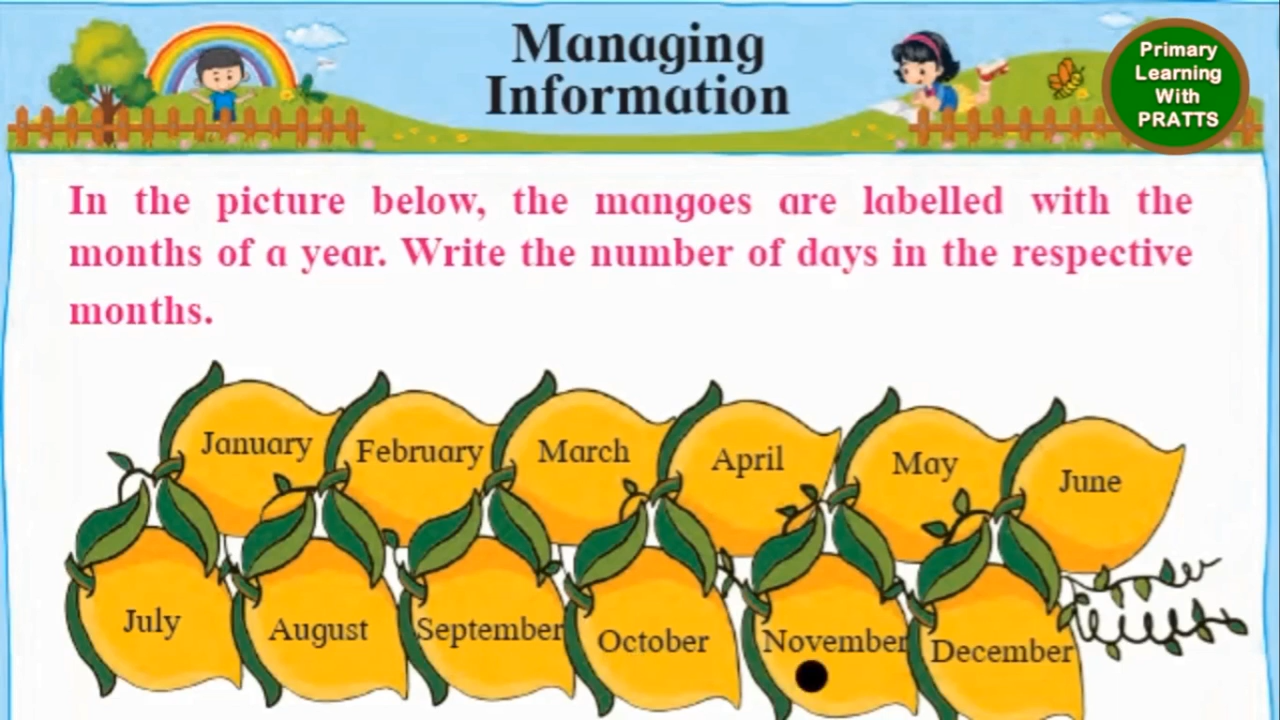 Managing
Information
Primary
Learning
With
PRATTS
In the picture below, the mangoes are labelled with the
months of a year. Write the number of days in the respective
months.
January
February
March
April
May
June
July
August
September
October
November
December